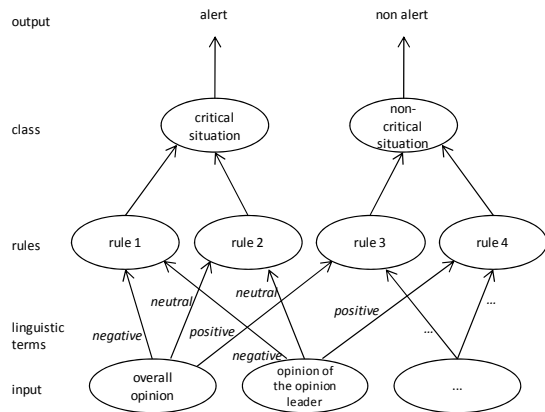 output
alert
non alert
class
critical
situation
non-
critical
situation
rules
rule 1
rule 2
rule 3
rule 4
neutral
neutral
positive
...
linguistic
terms
negative
positive
negative
...
input
overall
opinion
opinion of
the opinion
leader
...